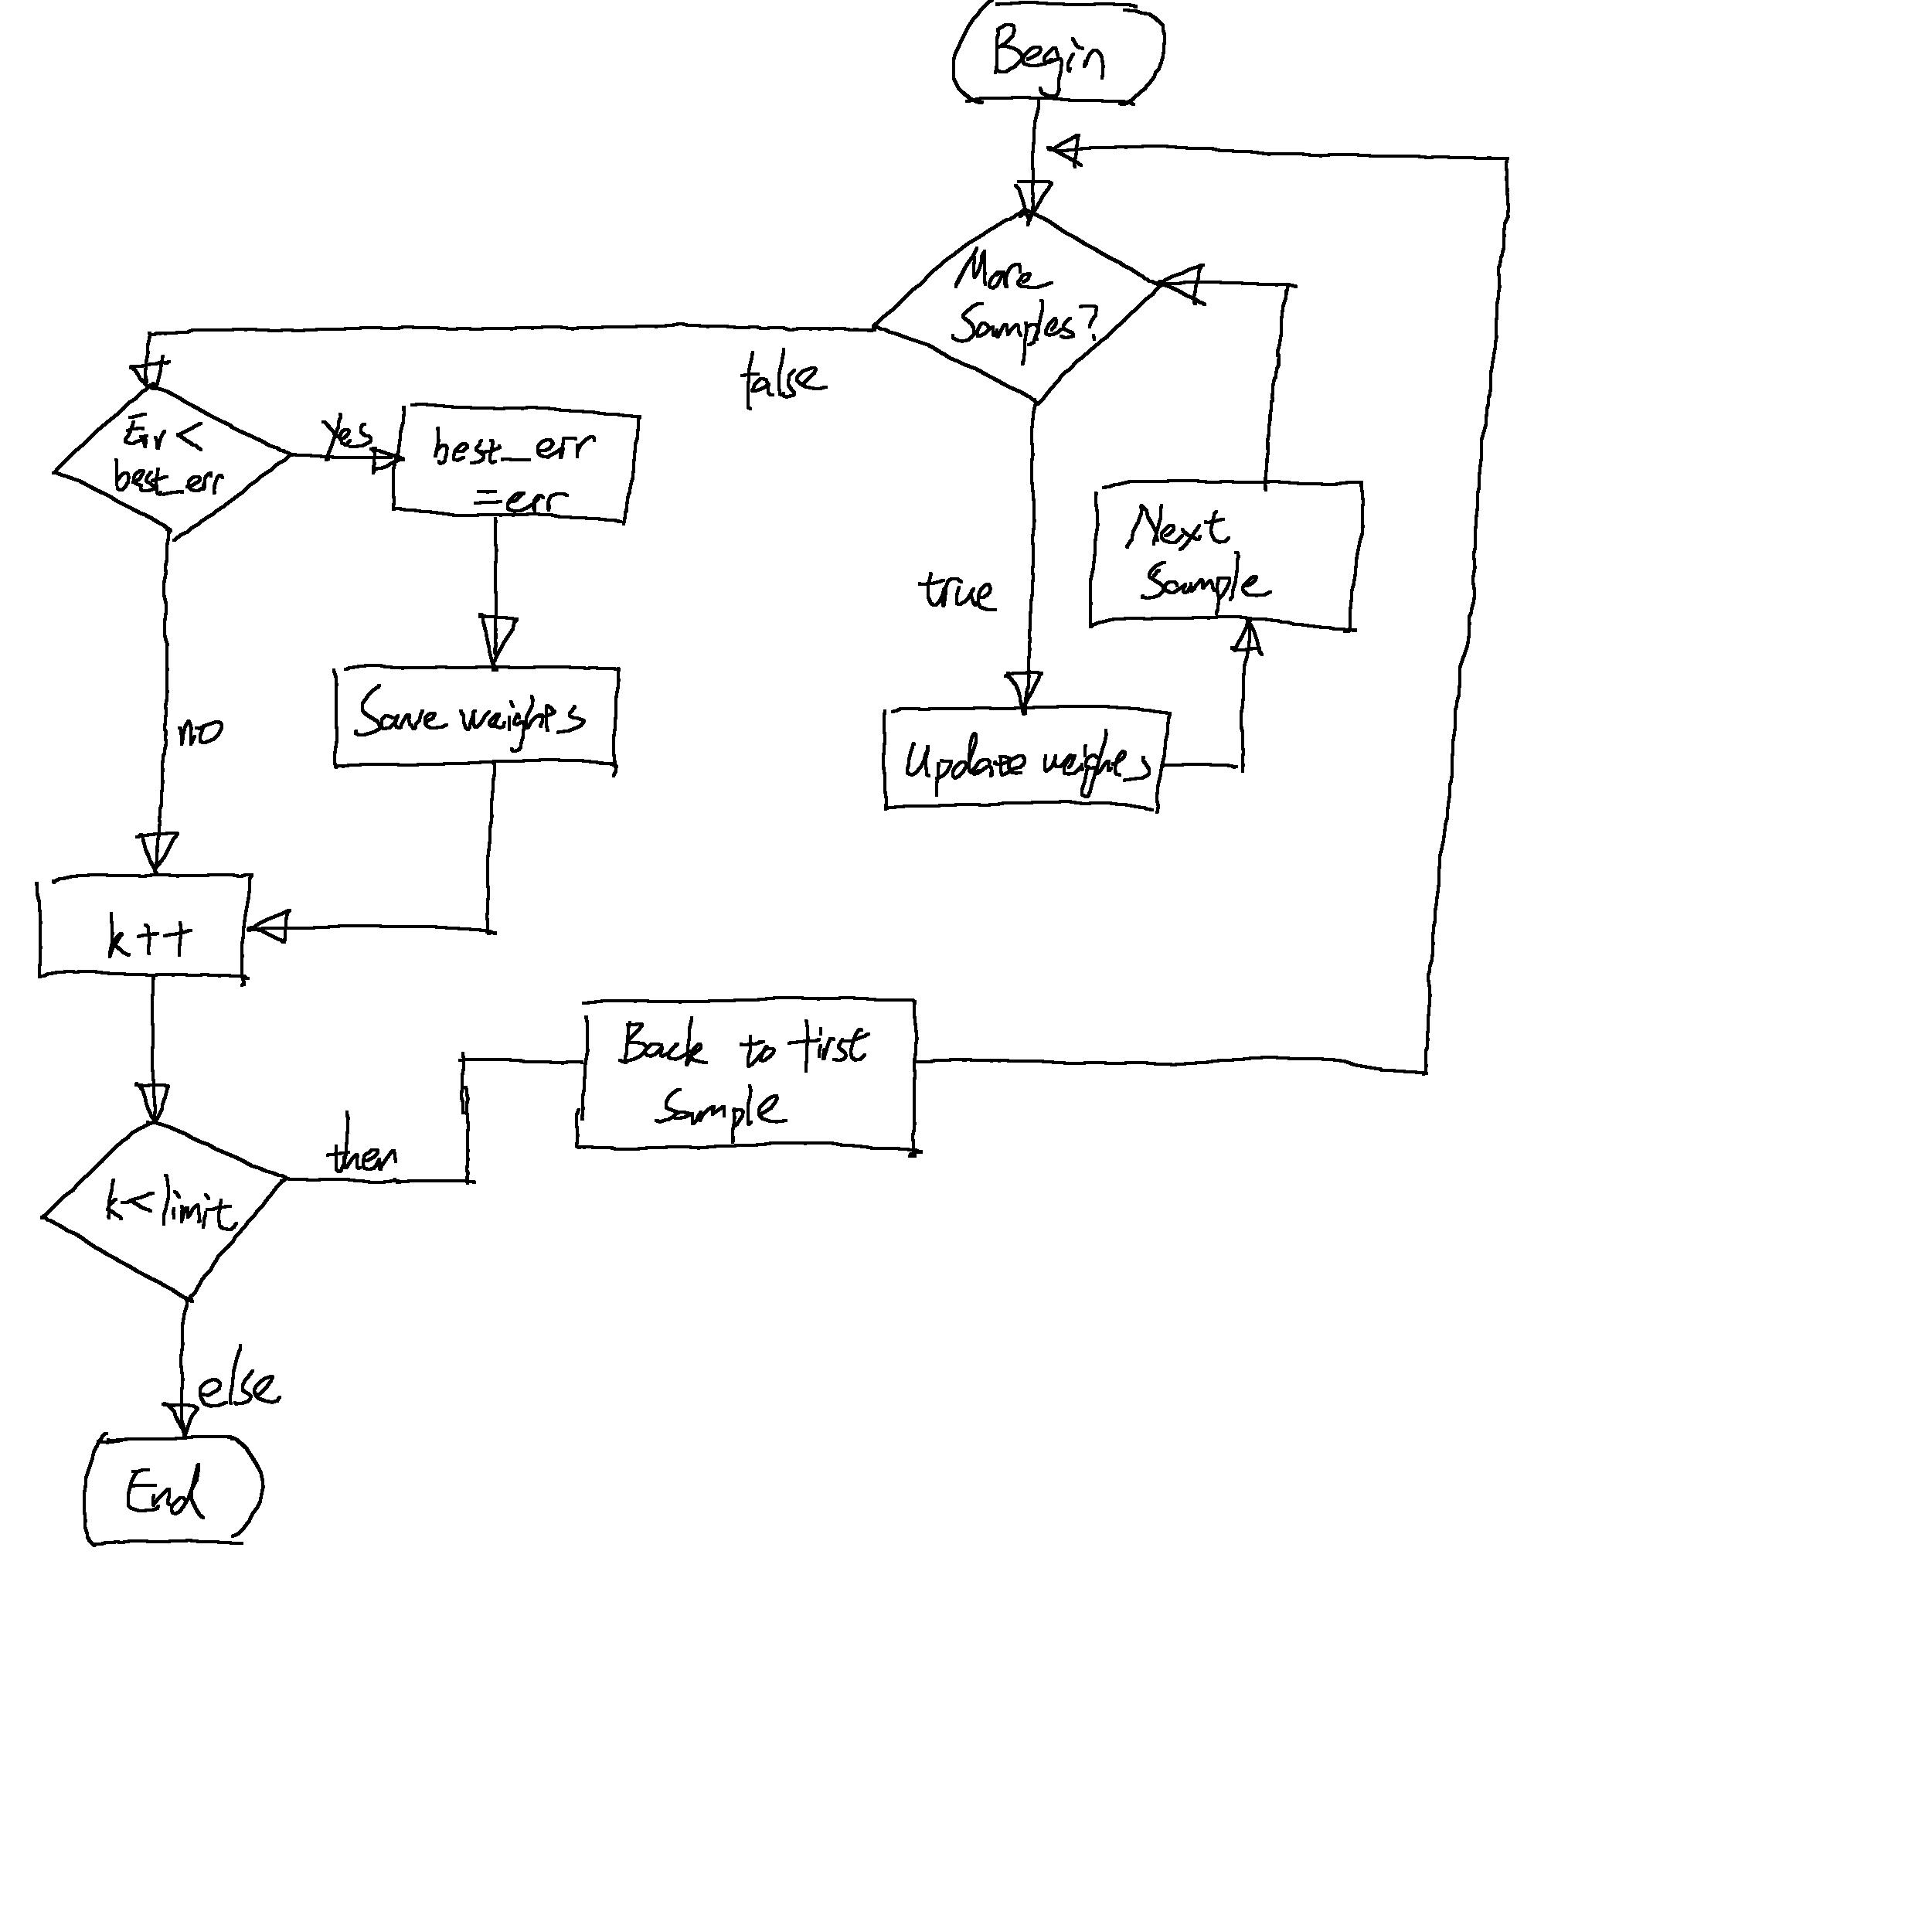 Begin
More
Samples?
false
Err <
best_err
Yes
best_err
=err
true
Next
Sample
no
Save weights
Update weights
k++
Back to first
Sample
then
k<limit
else
End